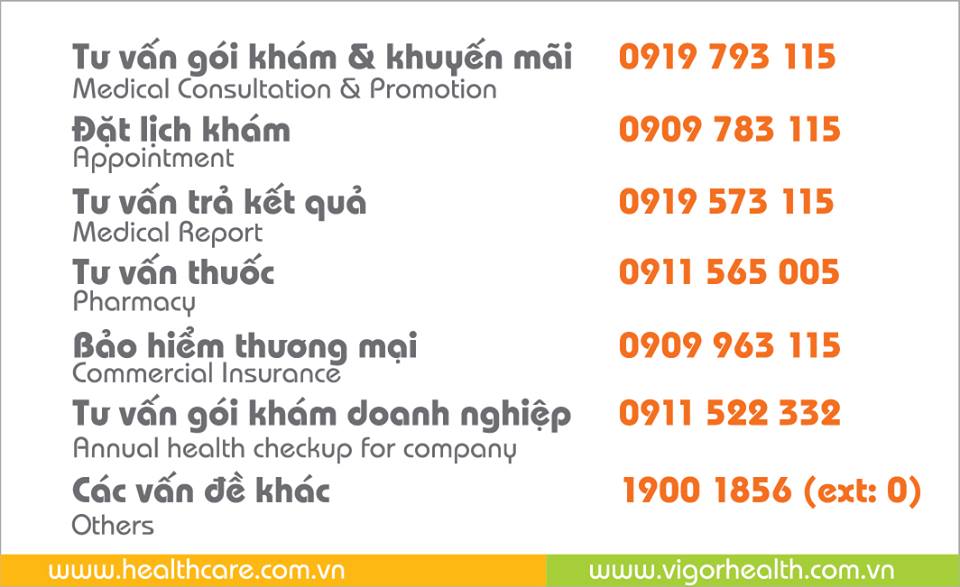 Tư vấn gói khám & khuyến mãi 0919 793 115
Medical Consultation & Promotion
Đặt lịch khám 0909 783 115
Appointment
Tư vấn trả kết quả 0919 573 115
Medical Report
Tư vấn thuốc 0911 565 005
Pharmacy
Bảo hiểm thương mại 0909 963 115
Commercial Insurance
Tư vấn gói khám doanh nghiệp 0911 522 332
Annual health checkup for company
Các vấn đề khác 1900 1856 (ext: 0)
Others
www.healthcare.com.vn www.vigorhealth.com.vn